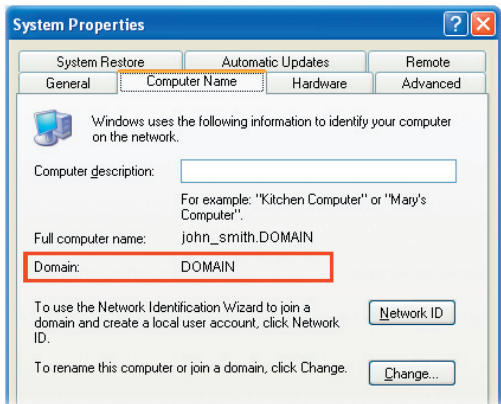 System Properties
System Restore Automatic Updates Remote
General Computer Name Hardware Advanced
Windows uses the following information to identify your computer
on the network.
Computer description:
For example: "Kitchen Computer" or "Mary's
Computer".
Full computer name: john_smith.DOMAIN
Domain: DOMAIN
To use the Network Identification Wizard to join a
domain and create a local user account, click Network
ID.
Network ID
To rename this computer or join a domain, click Change.
Change...